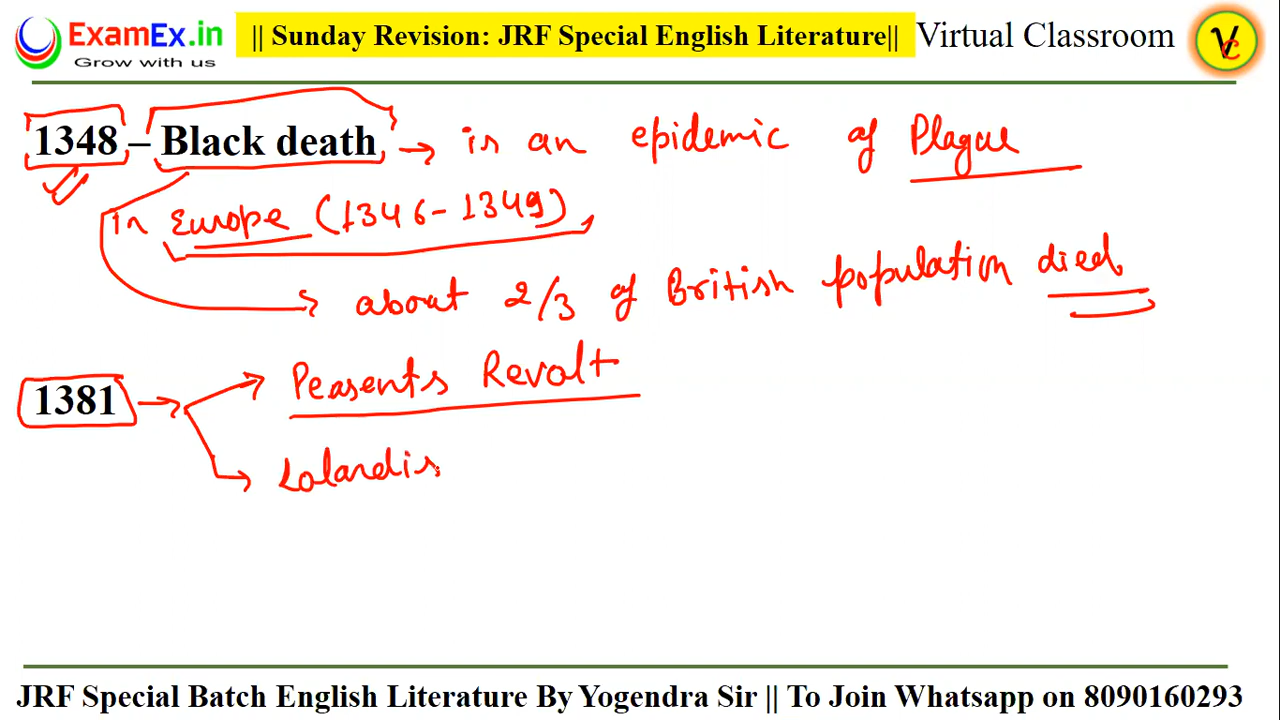 ExamEx.in
Grow with us
|| Sunday Revision: JRF Special English Literature||
Virtual Classroom
VC
1348 – Black death → is an epidemic of Plague
in Europe (1346-1349)
→ about 2/3 of British population died
1381 → Peasents Revolt
→ Lolardis
JRF Special Batch English Literature By Yogendra Sir || To Join Whatsapp on 8090160293